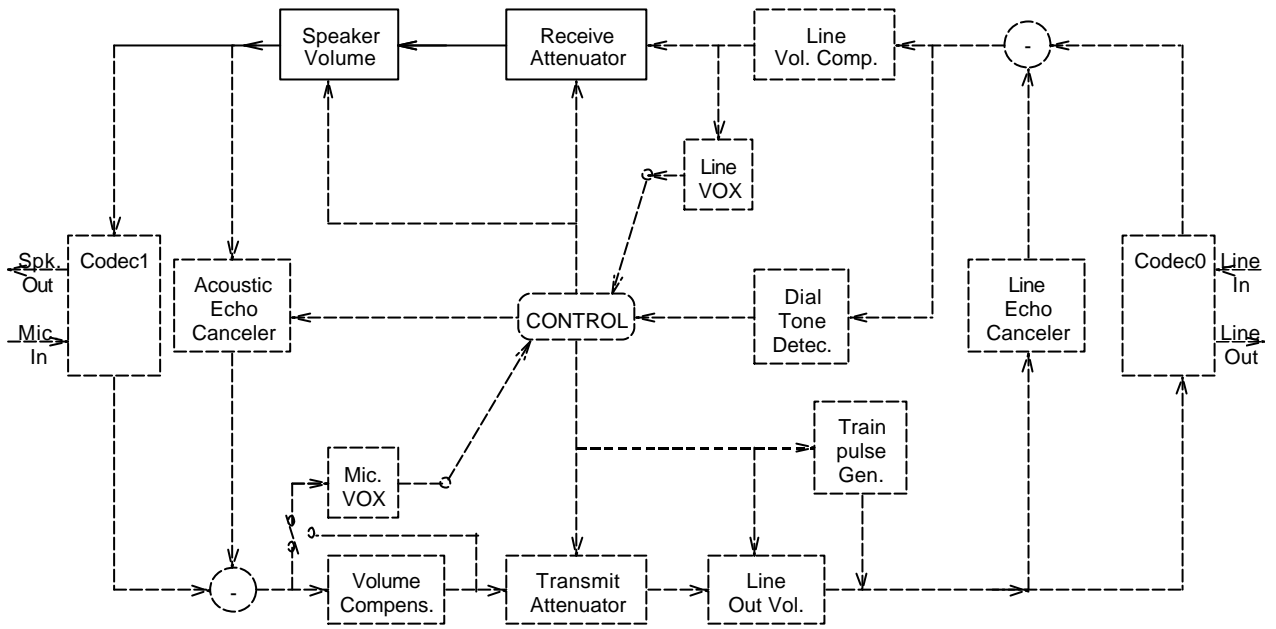 Speaker
Volume
Receive
Attenuator
Line
Vol. Comp.
-
Line
VOX
Codec1
Spk.
Out
Mic
In
Acoustic
Echo
Canceler
CONTROL
Dial
Tone
Detec.
Line
Echo
Canceler
Codec0
Line
In
Line
Out
Mic.
VOX
Train
pulse
Gen.
-
Volume
Compens.
Transmit
Attenuator
Line
Out Vol.